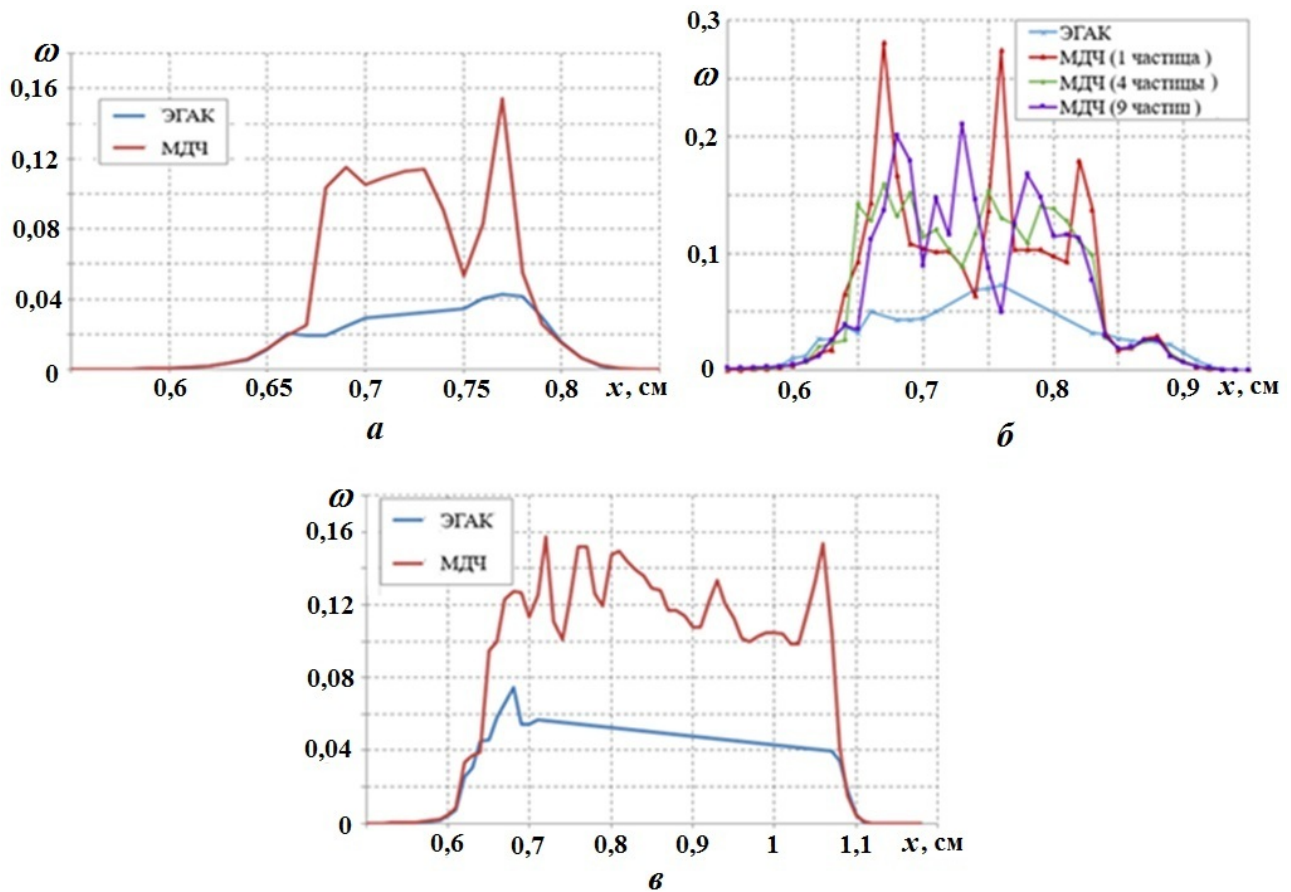 ω
0,16
0,12
0,08
0,04
0
ЭГАК
МДЧ
0,6 0,65 0,7 0,75 0,8 x, см
а
0,3
ω
0,2
0,1
0
ЭГАК
МДЧ (1 частица )
МДЧ (4 частицы)
МДЧ (9 частиц )
0,6 0,7 0,8 0,9 x, см
б
ω
0,16
0,12
0,08
0,04
0
ЭГАК
МДЧ
0,6 0,7 0,8 0,9 1 1,1 x, см
в